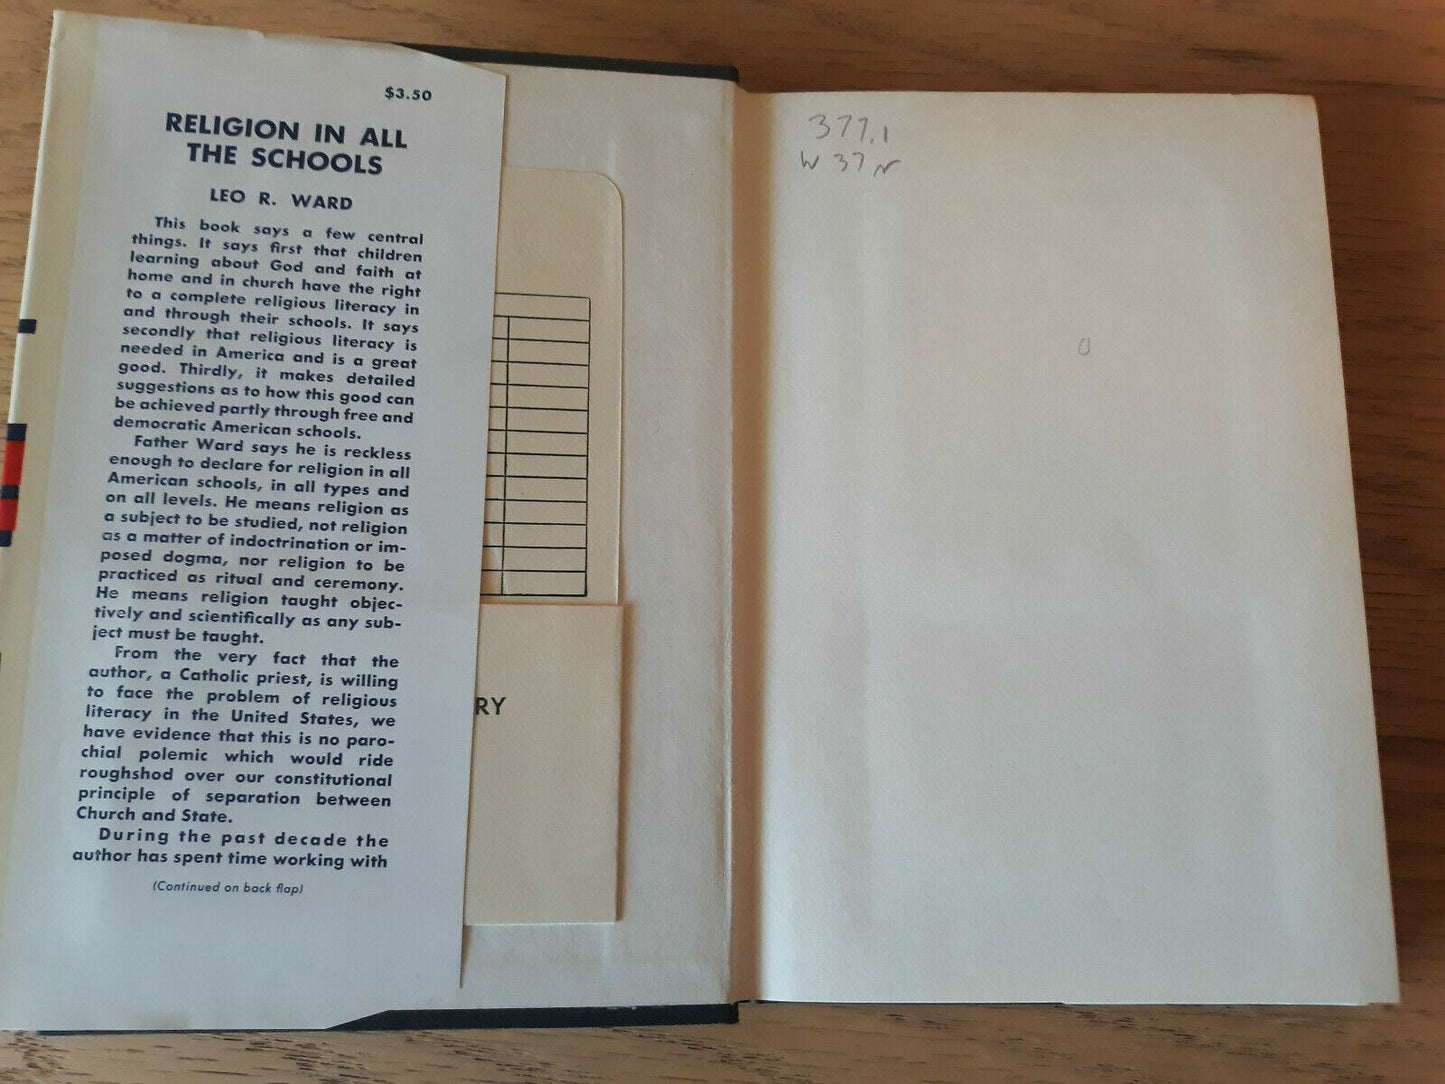 $3.50
RELIGION IN ALL
THE SCHOOLS
LEO R. WARD
This book says a few central
things. It says first that children
learning about God and faith at
home and in church have the right
to a complete religious literacy in
and through their schools. It says
secondly that religious literacy is
needed in America and is a great
good. Thirdly, it makes detailed
suggestions as to how this good can
be achieved partly through free and
democratic American schools.
Father Ward says he is reckless
enough to declare for religion in all
American schools, in all types and
on all levels. He means religion as
a subject to be studied, not religion
as a matter of indoctrination or im-
posed dogma, nor religion to be
practiced as ritual and ceremony.
He means religion taught objec-
tively and scientifically as any sub-
ject must be taught.
From the very fact that the
author, a Catholic priest, is willing
to face the problem of religious
literacy in the United States, we
have evidence that this is no paro-
chial polemic which would ride
roughshod over our constitutional
principle of separation between
Church and State.
During the past decade the
author has spent time working with
(Continued on back flap)
RY
377.1
W 37 r